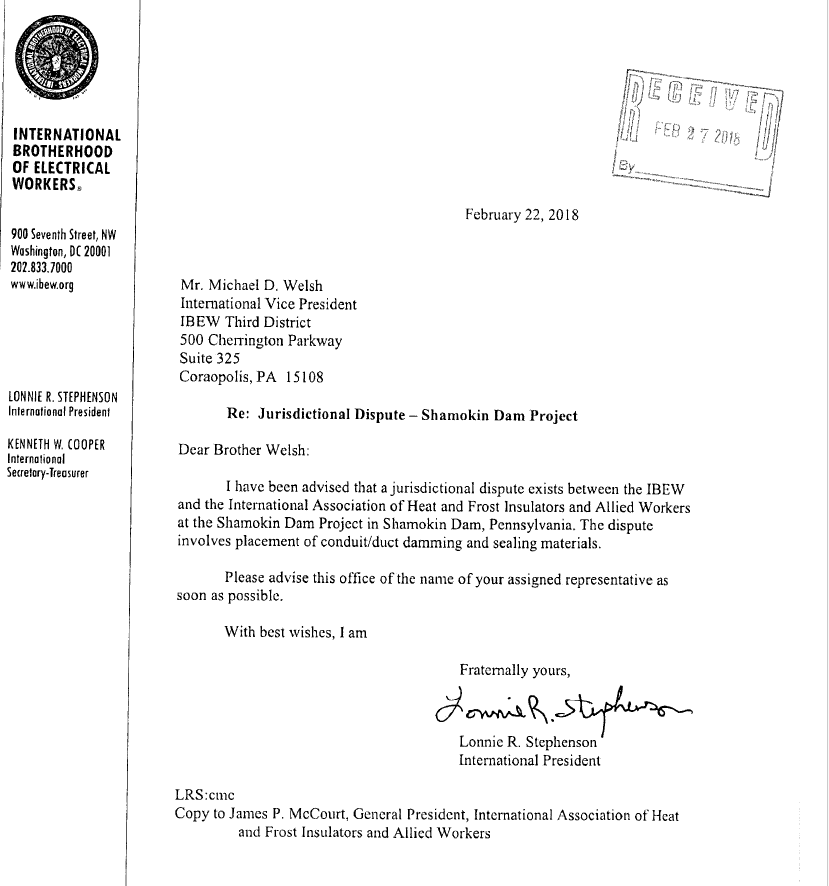 INTERNATIONAL BROTHERHOOD OF ELECTRICAL WORKERS
INTERNATIONAL
BROTHERHOOD
OF ELECTRICAL
WORKERS®
900 Seventh Street, NW
Washington, DC 20001
202.833.7000
www.ibew.org
LONNIE R. STEPHENSON
International President
KENNETH W. COOPER
International
Secretary-Treasurer
RECEIVED
FEB 27 2018
By
February 22, 2018
Mr. Michael D. Welsh
International Vice President
IBEW Third District
500 Cherrington Parkway
Suite 325
Coraopolis, PA 15108
Re: Jurisdictional Dispute – Shamokin Dam Project
Dear Brother Welsh:
I have been advised that a jurisdictional dispute exists between the IBEW
and the International Association of Heat and Frost Insulators and Allied Workers
at the Shamokin Dam Project in Shamokin Dam, Pennsylvania. The dispute
involves placement of conduit/duct damming and sealing materials.
Please advise this office of the name of your assigned representative as
soon as possible.
With best wishes, I am
Fraternally yours,
Lonnie R. Stephenson
Lonnie R. Stephenson
International President
LRS:cmc
Copy to James P. McCourt, General President, International Association of Heat
and Frost Insulators and Allied Workers